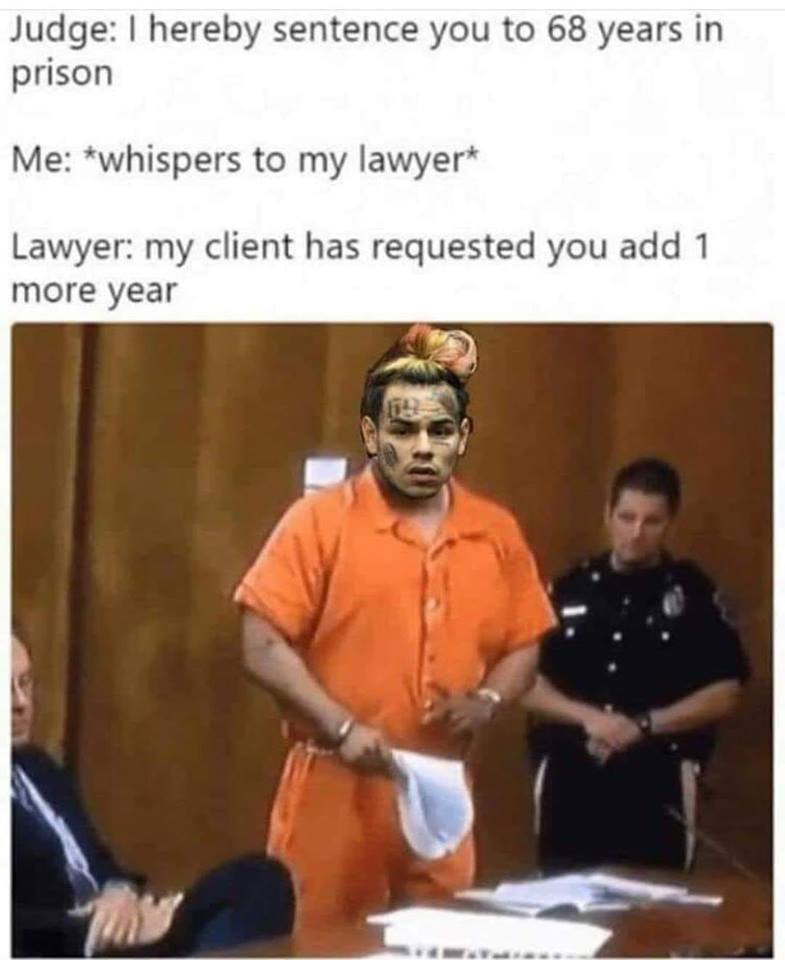 Judge: I hereby sentence you to 68 years in
prison
Me: *whispers to my lawyer*
Lawyer: my client has requested you add 1
more year